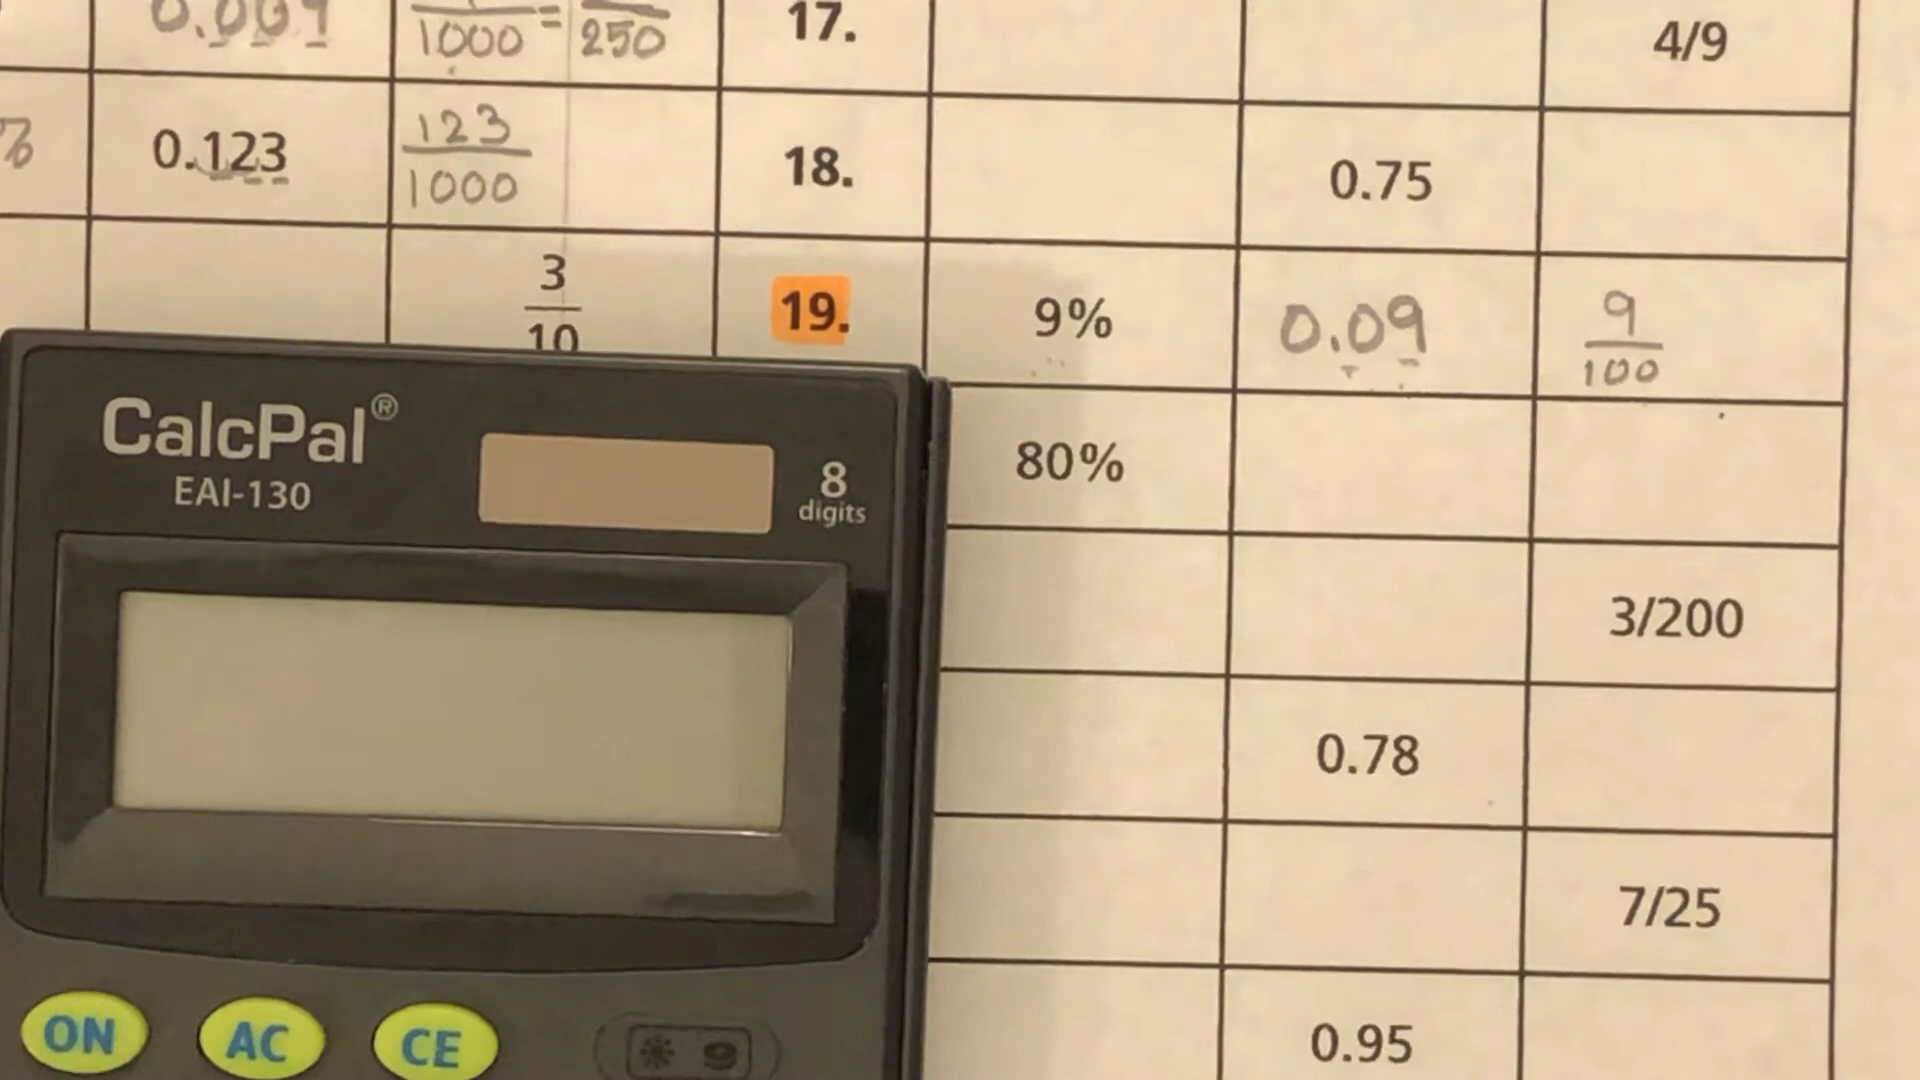 17. 4/9
1000 = 250
% 0.123 123 18. 0.75
1000
3 19. 9% 0.09 9
10 100
CalcPal®
EAI-130
8
digits
80%
3/200
0.78
7/25
0.95
ON AC CE